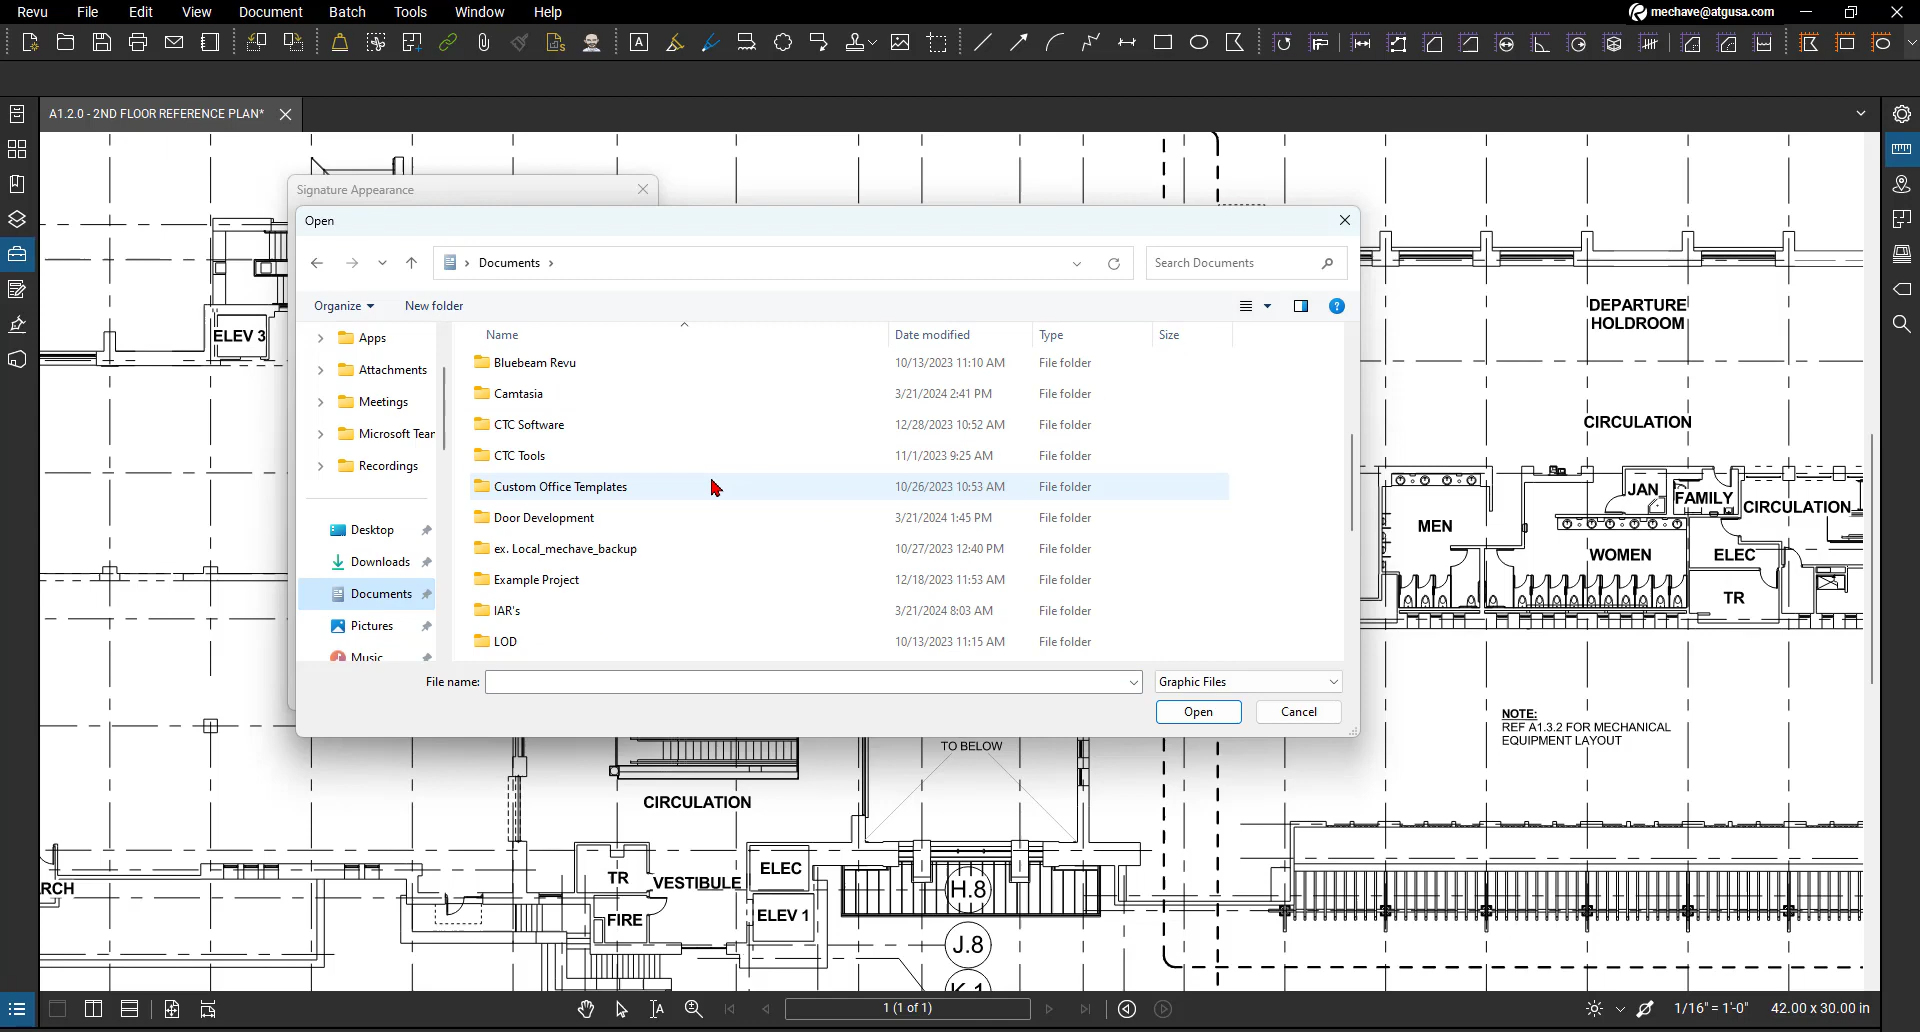 Revu File Edit View Document Batch Tools Window Help mechave@atgusa.com
A1.2.0 - 2ND FLOOR REFERENCE PLAN*
Signature Appearance
Open
Documents
Search Documents
Organize New folder
Name Date modified Type Size
Apps
Attachments
Meetings
Microsoft Tear
Recordings
Desktop
Downloads
Documents
Pictures
Music
Bluebeam Revu 10/13/2023 11:10 AM File folder
Camtasia 3/21/2024 2:41 PM File folder
CTC Software 12/28/2023 10:52 AM File folder
CTC Tools 11/1/2023 9:25 AM File folder
Custom Office Templates 10/26/2023 10:53 AM File folder
Door Development 3/21/2024 1:45 PM File folder
ex. Local_mechave_backup 10/27/2023 12:40 PM File folder
Example Project 12/18/2023 11:53 AM File folder
IAR's 3/21/2024 8:03 AM File folder
LOD 10/13/2023 11:15 AM File folder
File name: Graphic Files
Open Cancel
ELEV 3
DEPARTURE
HOLDROOM
CIRCULATION
JAN
FAMILY
CIRCULATION
MEN
WOMEN
ELEC
TR
NOTE:
REF A1.3.2 FOR MECHANICAL
EQUIPMENT LAYOUT
TO BELOW
CIRCULATION
TR
VESTIBULE
ELEC
RCH
H.8
FIRE
ELEV 1
J.8
K.1
1 (1 of 1)
1/16" = 1'-0" 42.00 x 30.00 in